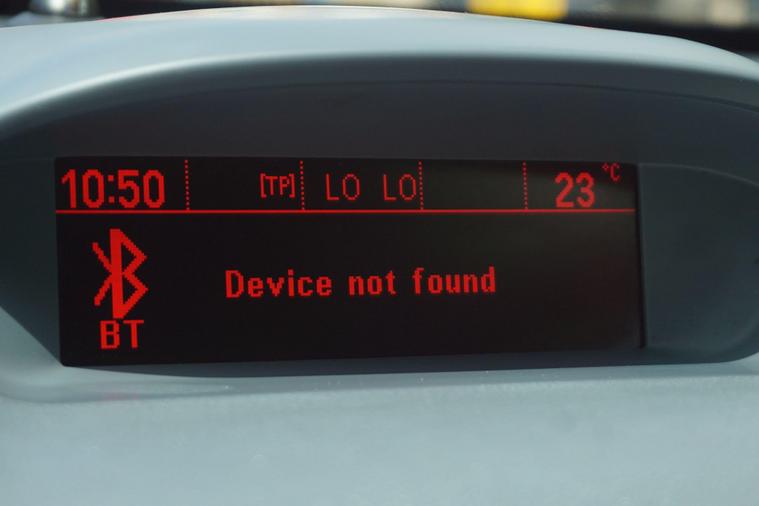 10:50 [TP] LO LO 23 °C
Device not found
BT